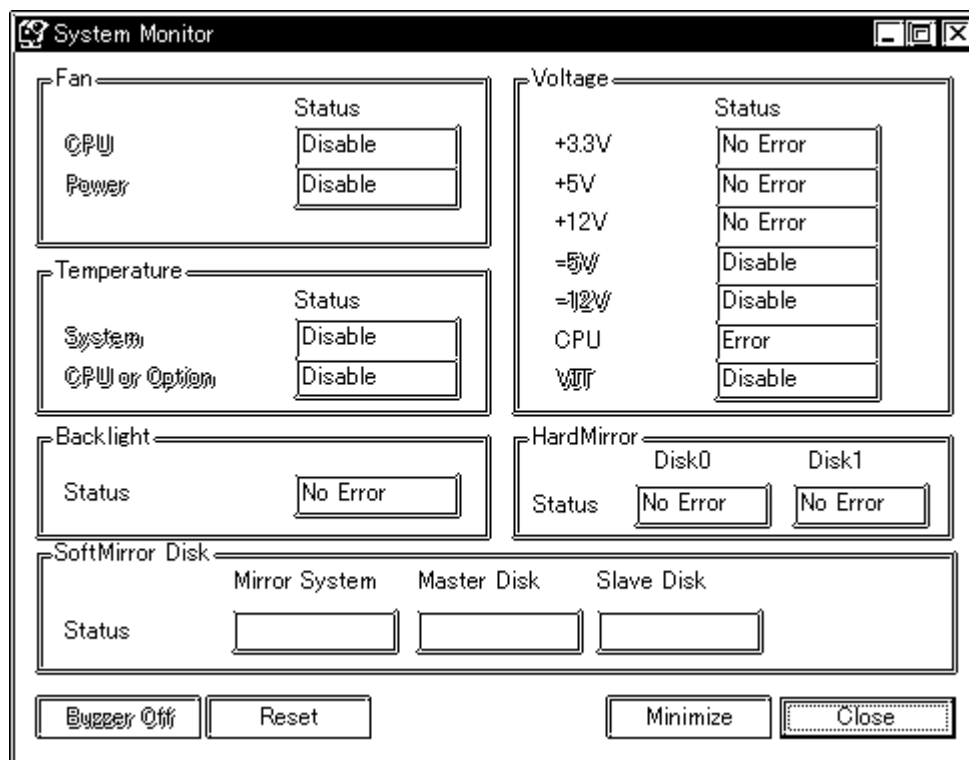 System Monitor
Fan
Status
CPU Disable
Power Disable
Temperature
Status
System Disable
CPU or Option Disable
Voltage
Status
+3.3V No Error
+5V No Error
+12V No Error
-5V Disable
-12V Disable
CPU Error
VTT Disable
Backlight
Status No Error
HardMirror
Disk0 Disk1
Status No Error No Error
SoftMirror Disk
Mirror System Master Disk Slave Disk
Status
Buzzer Off Reset Minimize Close